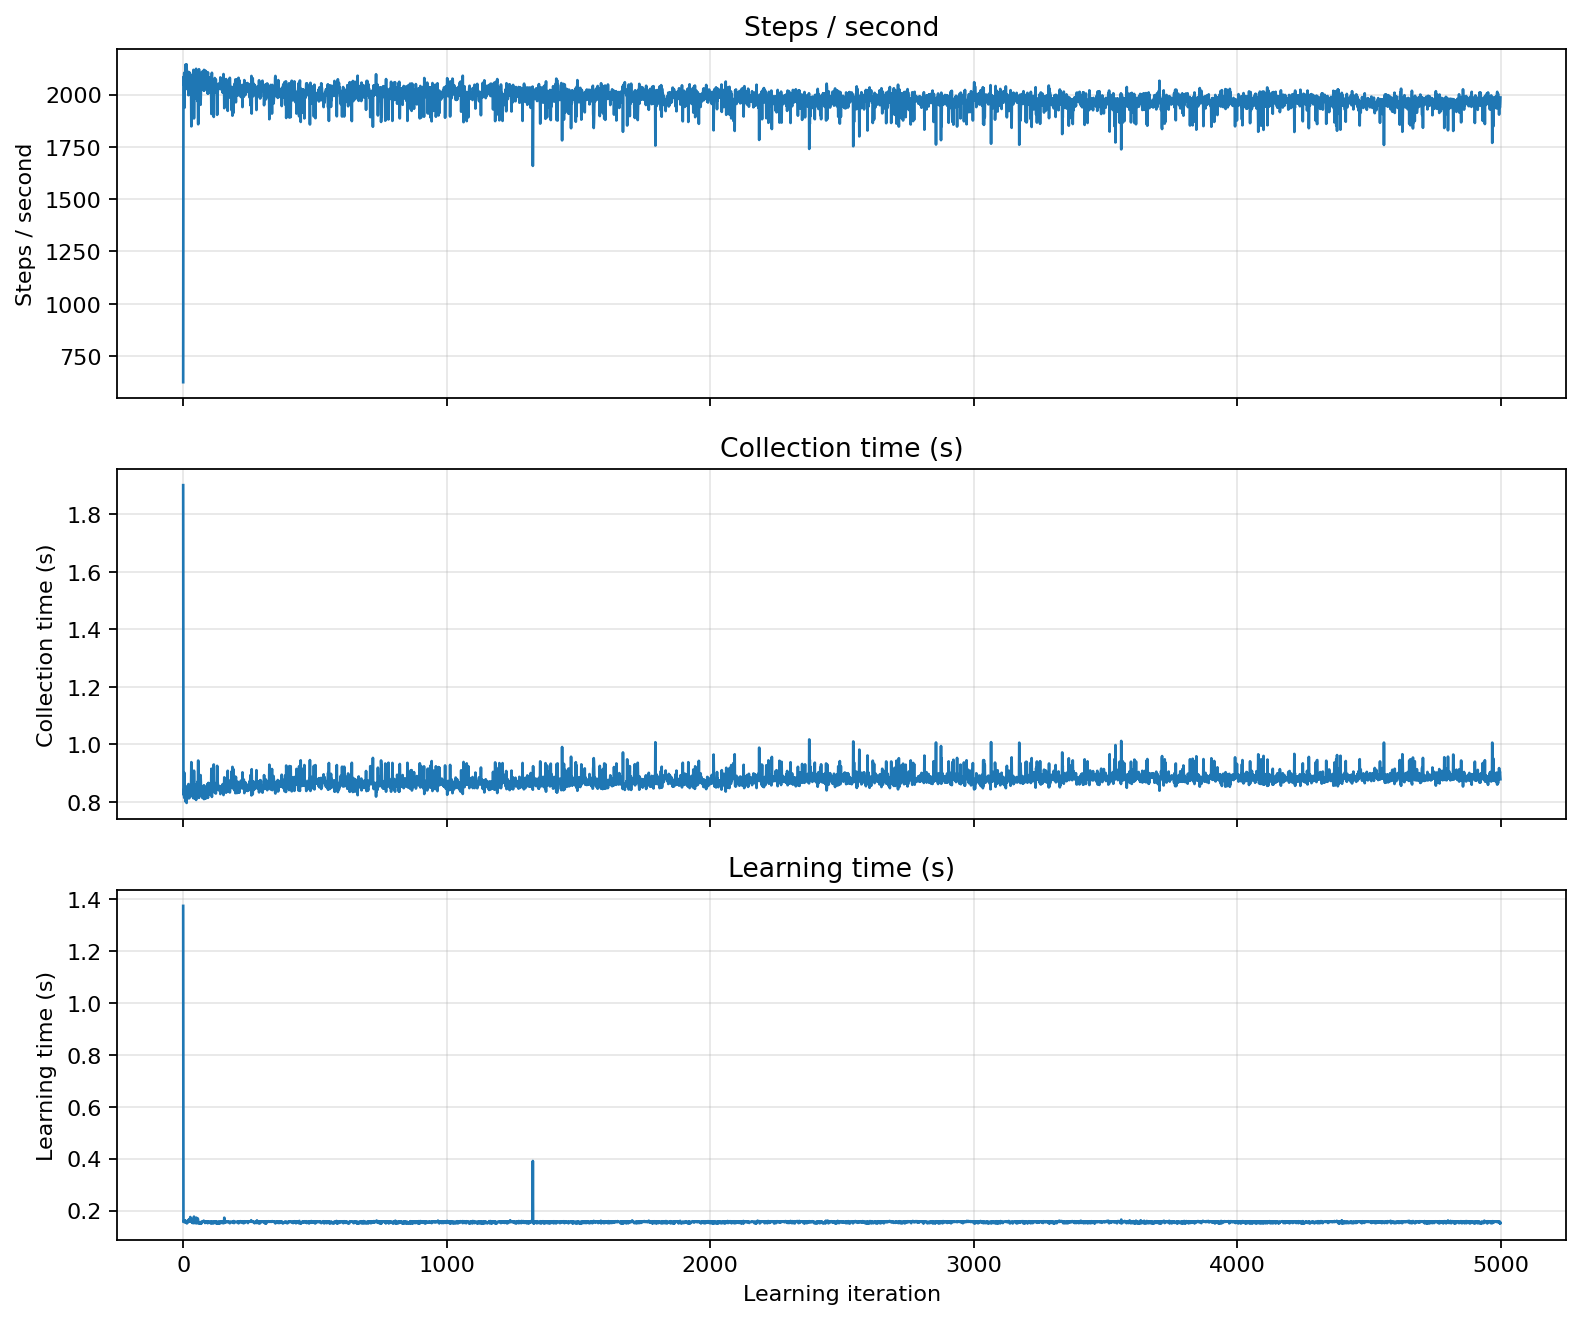 Steps / second
Steps / second
2000
1750
1500
1250
1000
750
Collection time (s)
Collection time (s)
1.8
1.6
1.4
1.2
1.0
0.8
Learning time (s)
Learning time (s)
1.4
1.2
1.0
0.8
0.6
0.4
0.2
0 1000 2000 3000 4000 5000
Learning iteration